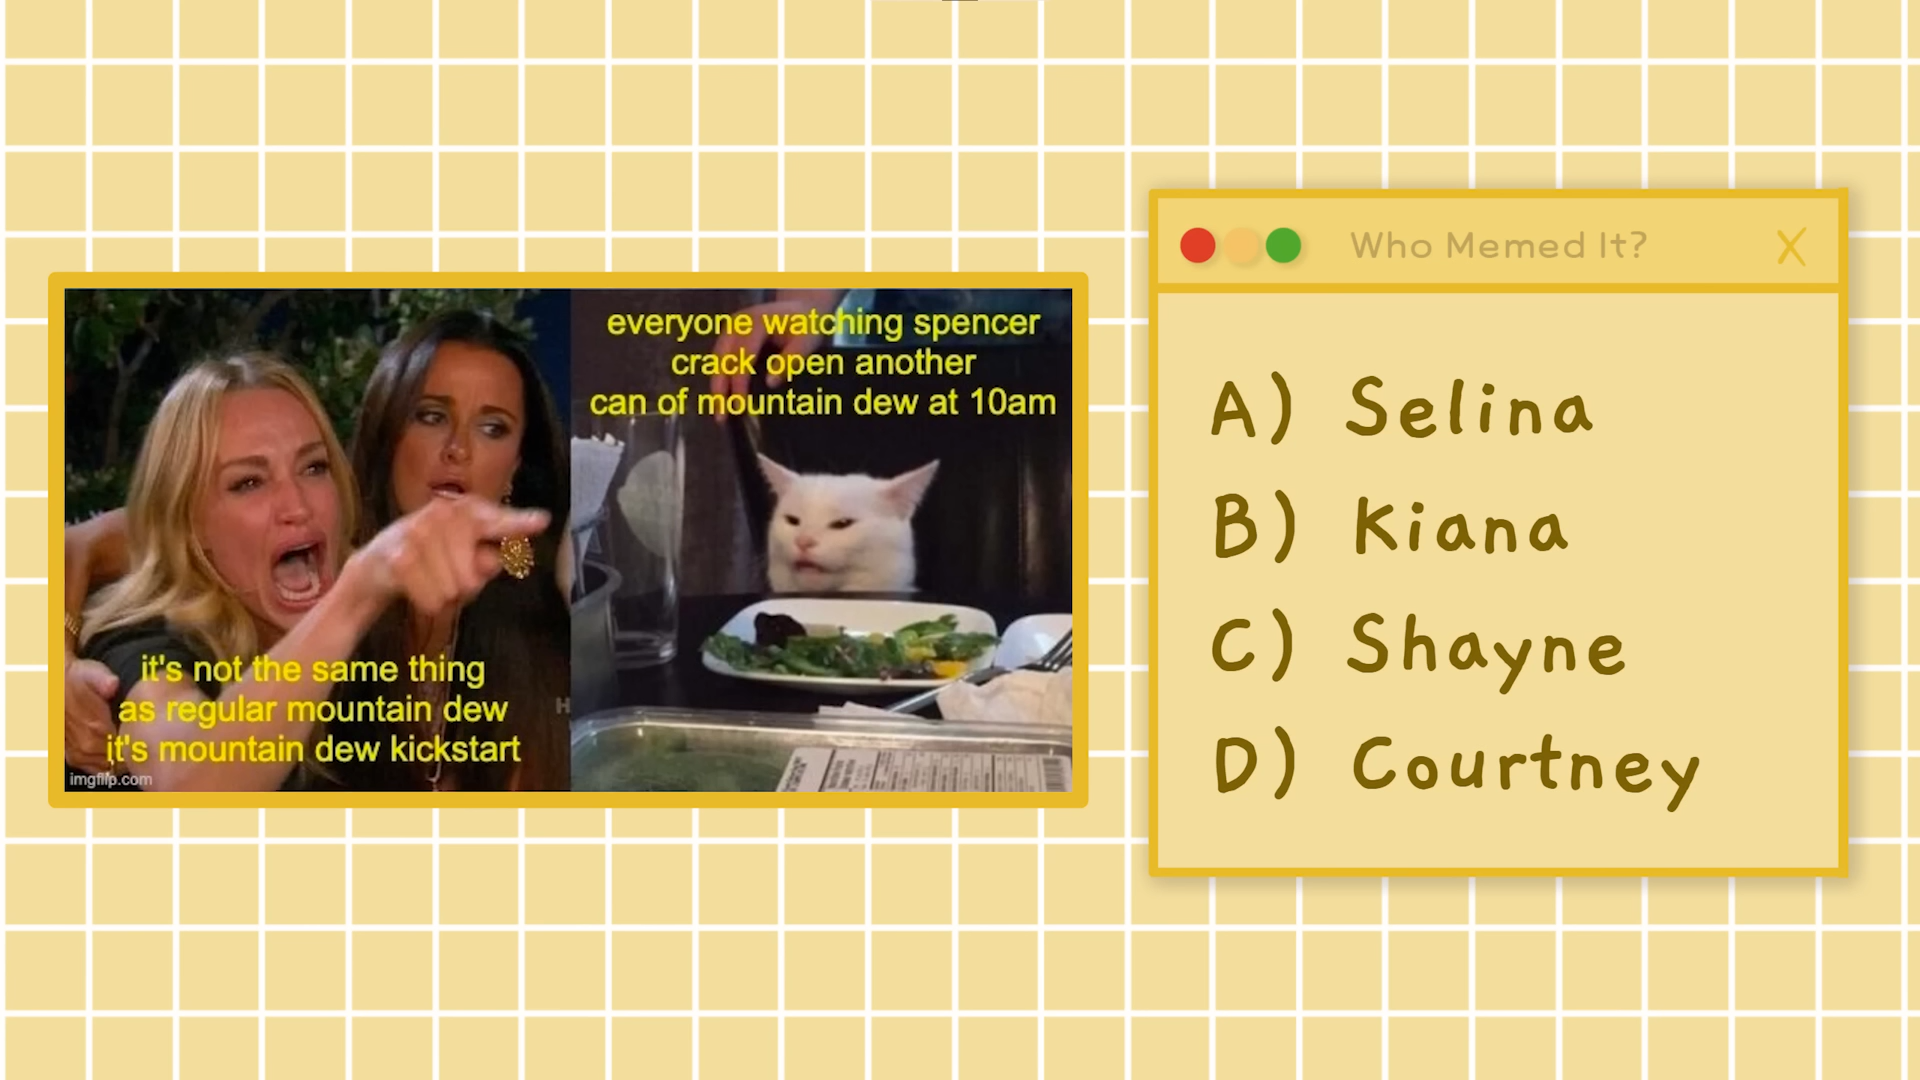 everyone watching spencer
crack open another
can of mountain dew at 10am
it's not the same thing
as regular mountain dew
it's mountain dew kickstart
imgflip.com
Who Memed It?
X
A) Selina
B) Kiana
C) Shayne
D) Courtney